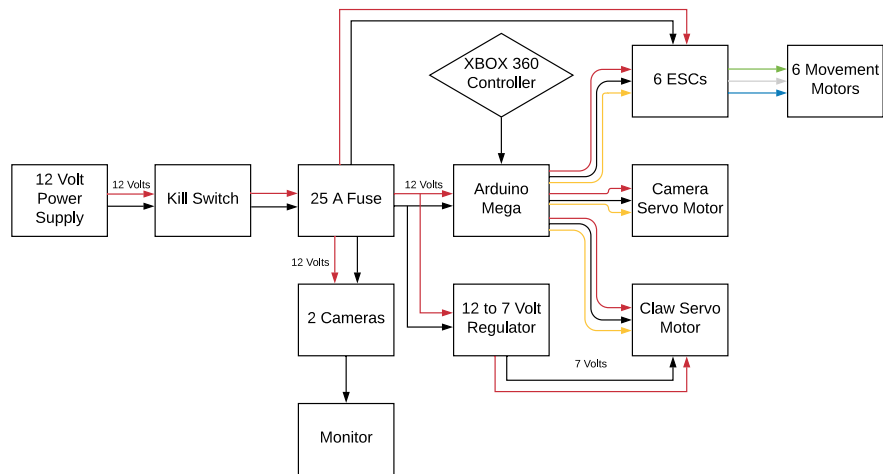 XBOX 360
Controller
6 ESCs
6 Movement
Motors
12 Volt
Power
Supply
12 Volts
Kill Switch
25 A Fuse
12 Volts
Arduino
Mega
Camera
Servo Motor
12 Volts
2 Cameras
12 to 7 Volt
Regulator
Claw Servo
Motor
7 Volts
Monitor